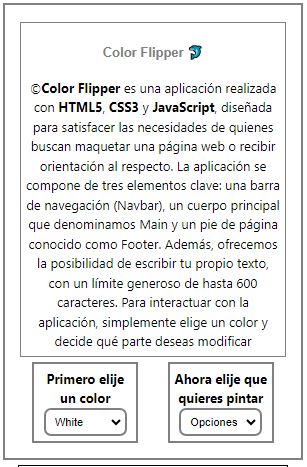 Color Flipper
©Color Flipper es una aplicación realizada
con HTML5, CSS3 y JavaScript, diseñada
para satisfacer las necesidades de quienes
buscan maquetar una página web o recibir
orientación al respecto. La aplicación se
compone de tres elementos clave: una barra
de navegación (Navbar), un cuerpo principal
que denominamos Main y un pie de página
conocido como Footer. Además, ofrecemos
la posibilidad de escribir tu propio texto,
con un límite generoso de hasta 600
caracteres. Para interactuar con la
aplicación, simplemente elige un color y
decide qué parte deseas modificar
Primero elije
un color
White
Ahora elije que
quieres pintar
Opciones